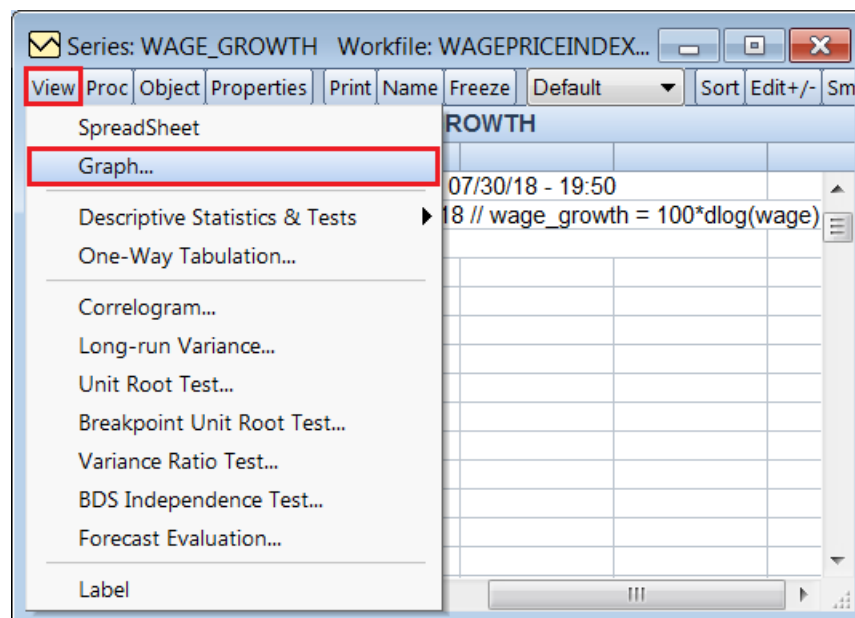 Series: WAGE_GROWTH Workfile: WAGEPRICEINDEX...
View Proc Object Properties Print Name Freeze Default Sort Edit+/- Sm
SpreadSheet ROWTH
Graph...
07/30/18 - 19:50
Descriptive Statistics & Tests 18 // wage_growth = 100*dlog(wage)
One-Way Tabulation...
Correlogram...
Long-run Variance...
Unit Root Test...
Breakpoint Unit Root Test...
Variance Ratio Test...
BDS Independence Test...
Forecast Evaluation...
Label